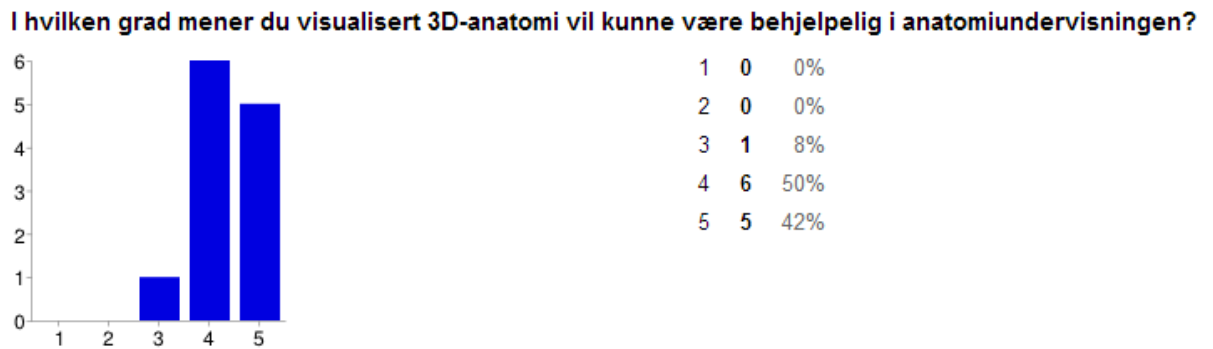 I hvilken grad mener du visualisert 3D-anatomi vil kunne være behjelpelig i anatomiundervisningen?
6
5
4
3
2
1
0
1 2 3 4 5
1 0 0%
2 0 0%
3 1 8%
4 6 50%
5 5 42%